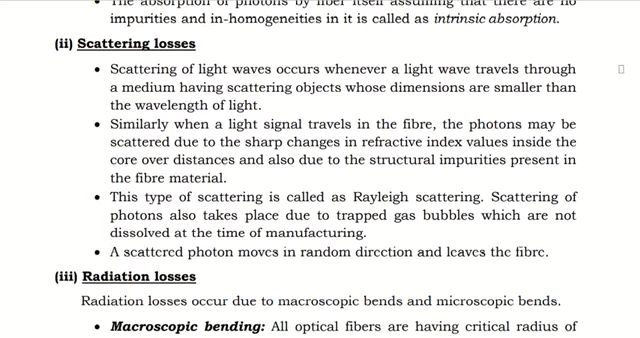 • The absorption of photons by fiber itself assuming that there are no
impurities and in-homogeneities in it is called as intrinsic absorption.
(ii) Scattering losses
• Scattering of light waves occurs whenever a light wave travels through
a medium having scattering objects whose dimensions are smaller than
the wavelength of light.
• Similarly when a light signal travels in the fibre, the photons may be
scattered due to the sharp changes in refractive index values inside the
core over distances and also due to the structural impurities present in
the fibre material.
• This type of scattering is called as Rayleigh scattering. Scattering of
photons also takes place due to trapped gas bubbles which are not
dissolved at the time of manufacturing.
• A scattered photon moves in random direction and leaves the fibre.
(iii) Radiation losses
Radiation losses occur due to macroscopic bends and microscopic bends.
• Macroscopic bending: All optical fibers are having critical radius of